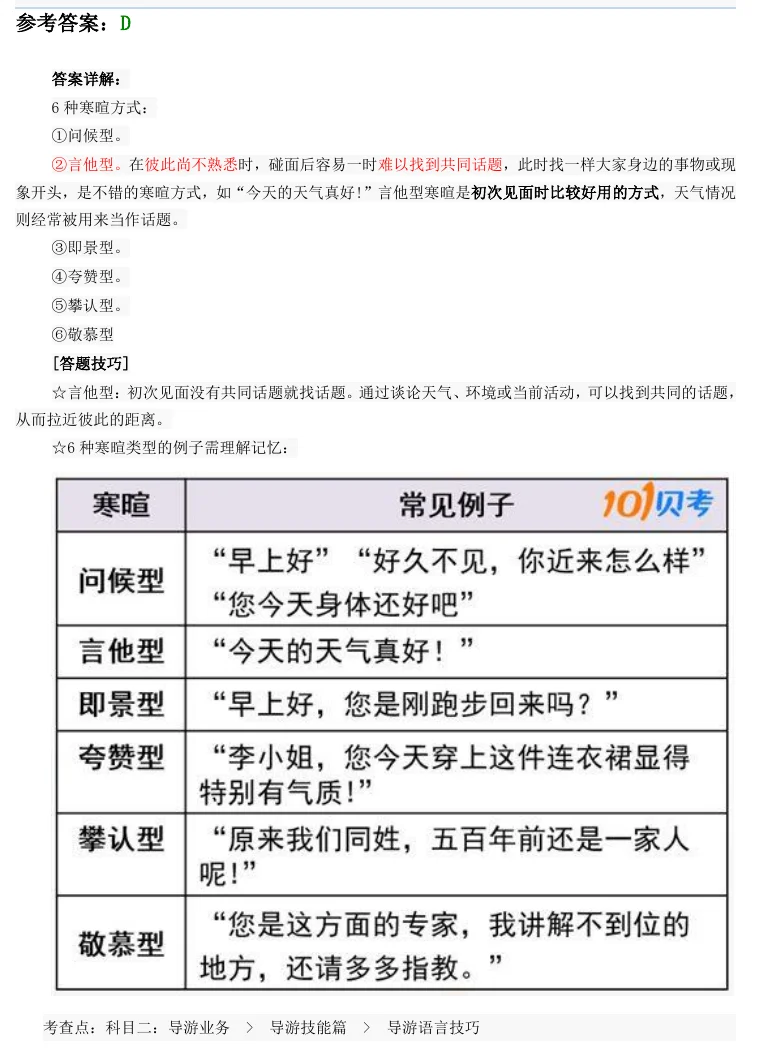 参考答案：D
答案详解：
6 种寒暄方式：
①问候型。
②言他型。在彼此尚不熟悉时，碰面后容易一时难以找到共同话题，此时找一样大家身边的事物或现
象开头，是不错的寒暄方式，如“今天的天气真好!”言他型寒暄是初次见面时比较好用的方式，天气情况
则经常被用来当作话题。
③即景型。
④夸赞型。
⑤攀认型。
⑥敬慕型
[答题技巧]
☆言他型：初次见面没有共同话题就找话题。通过谈论天气、环境或当前活动，可以找到共同的话题，
从而拉近彼此的距离。
☆6 种寒暄类型的例子需理解记忆：
寒暄 常见例子 101贝考
问候型 “早上好” “好久不见，你近来怎么样”
“您今天身体还好吧”
言他型 “今天的天气真好！”
即景型 “早上好，您是刚跑步回来吗？”
夸赞型 “李小姐，您今天穿上这件连衣裙显得
特别有气质!”
攀认型 “原来我们同姓，五百年前还是一家人
呢!”
敬慕型 “您是这方面的专家，我讲解不到位的
地方，还请多多指教。”
考查点：科目二：导游业务 > 导游技能篇 > 导游语言技巧